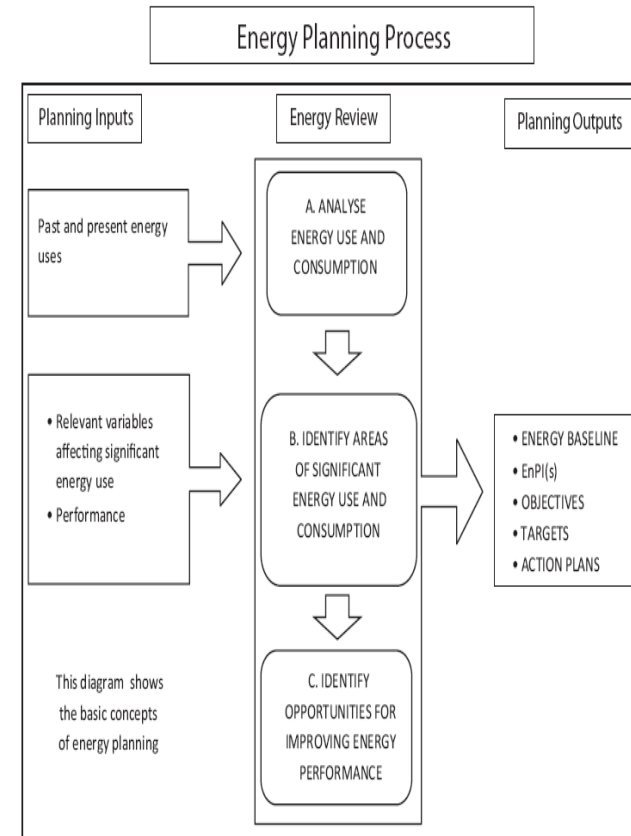 Energy Planning Process
Planning Inputs
Energy Review
Planning Outputs
Past and present energy
uses
A. ANALYSE
ENERGY USE AND
CONSUMPTION
• Relevant variables
affecting significant
energy use
• Performance
B. IDENTIFY AREAS
OF SIGNIFICANT
ENERGY USE AND
CONSUMPTION
• ENERGY BASELINE
• EnPI(s)
• OBJECTIVES
• TARGETS
• ACTION PLANS
This diagram shows
the basic concepts
of energy planning
C. IDENTIFY
OPPORTUNITIES FOR
IMPROVING ENERGY
PERFORMANCE